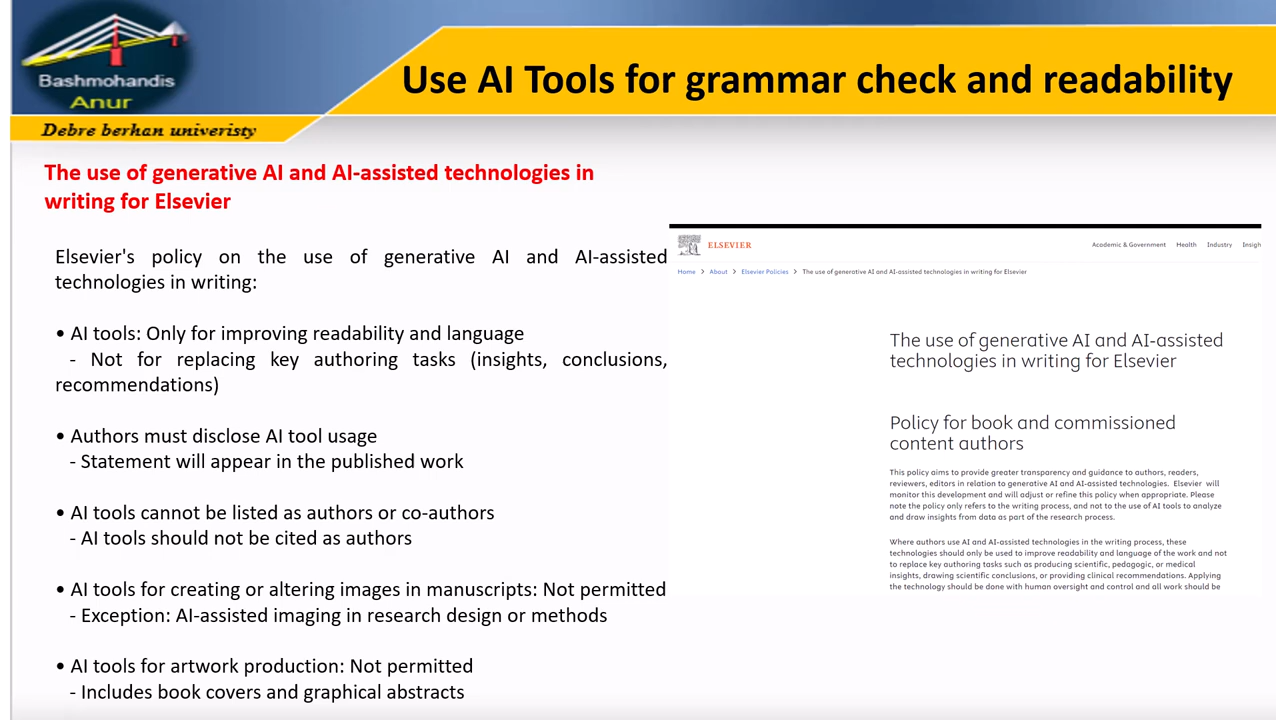 Bashmohandis
Anur
Debre berhan univeristy
Use AI Tools for grammar check and readability
The use of generative AI and AI-assisted technologies in
writing for Elsevier
Elsevier's policy on the use of generative AI and AI-assisted
technologies in writing:
• AI tools: Only for improving readability and language
- Not for replacing key authoring tasks (insights, conclusions,
recommendations)
• Authors must disclose AI tool usage
- Statement will appear in the published work
• AI tools cannot be listed as authors or co-authors
- AI tools should not be cited as authors
• AI tools for creating or altering images in manuscripts: Not permitted
- Exception: AI-assisted imaging in research design or methods
• AI tools for artwork production: Not permitted
- Includes book covers and graphical abstracts
ELSEVIER
Academic & Government Health Industry Insigh
Home > About > Elsevier Policies > The use of generative AI and AI-assisted technologies in writing for Elsevier
The use of generative AI and AI-assisted
technologies in writing for Elsevier
Policy for book and commissioned
content authors
This policy aims to provide greater transparency and guidance to authors, readers,
reviewers, editors in relation to generative AI and AI-assisted technologies. Elsevier will
monitor this development and will adjust or refine this policy when appropriate. Please
note the policy only refers to the writing process, and not to the use of AI tools to analyze
and draw insights from data as part of the research process.
Where authors use AI and AI-assisted technologies in the writing process, these
technologies should only be used to improve readability and language of the work and not
to replace key authoring tasks such as producing scientific, pedagogic, or medical
insights, drawing scientific conclusions, or providing clinical recommendations. Applying
the technology should be done with human oversight and control and all work should be